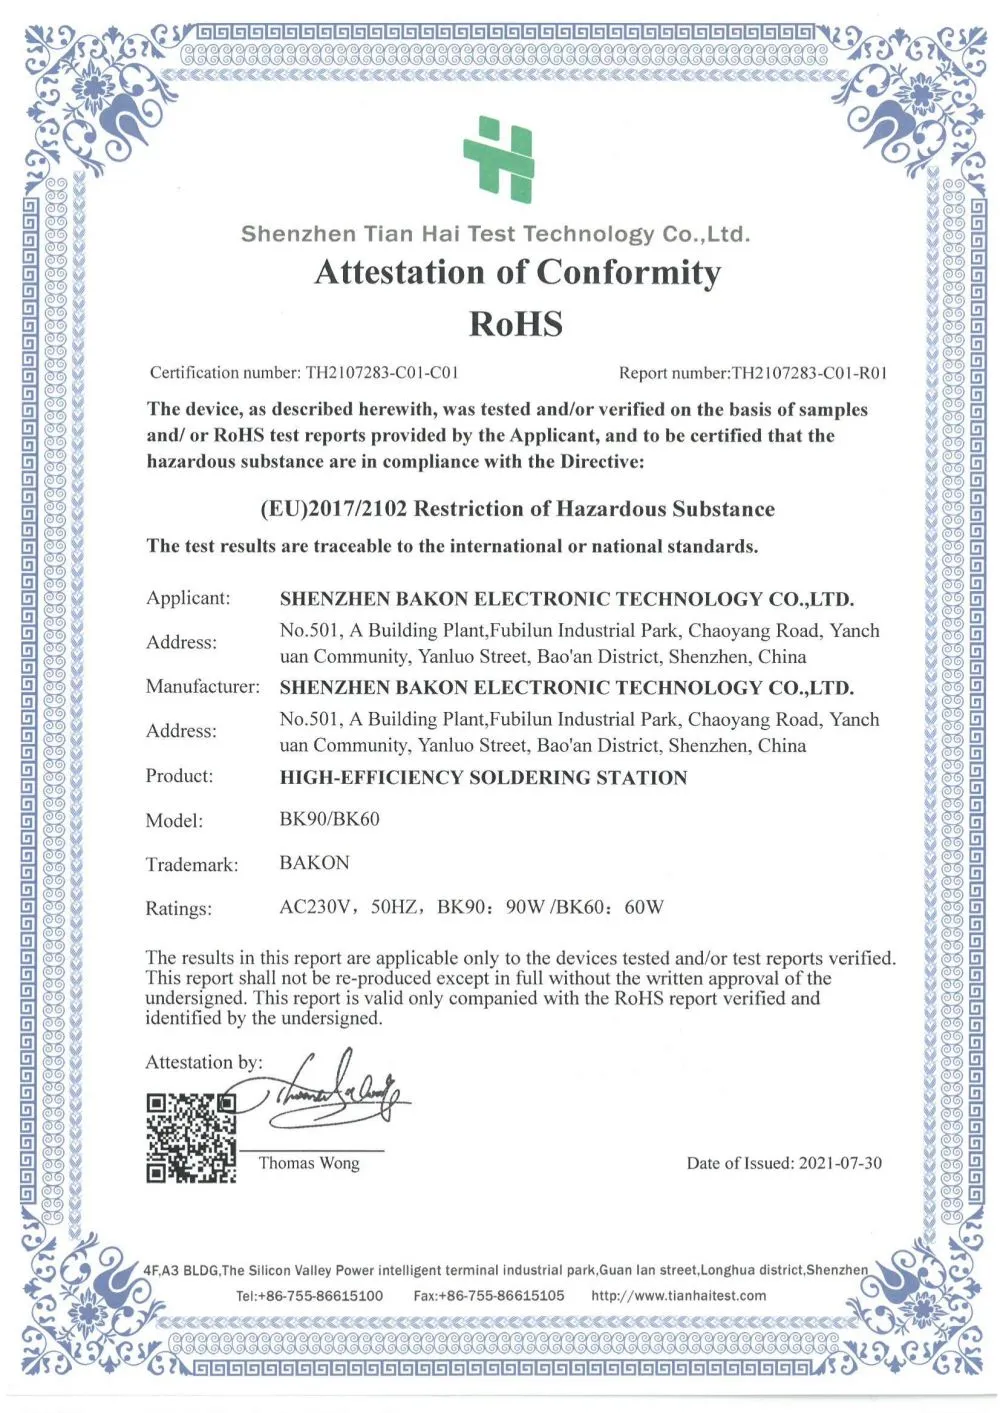 Shenzhen Tian Hai Test Technology Co.,Ltd.
Attestation of Conformity
RoHS
Certification number: TH2107283-C01-C01
Report number:TH2107283-C01-R01
The device, as described herewith, was tested and/or verified on the basis of samples
and/ or RoHS test reports provided by the Applicant, and to be certified that the
hazardous substance are in compliance with the Directive:
(EU)2017/2102 Restriction of Hazardous Substance
The test results are traceable to the international or national standards.
Applicant: SHENZHEN BAKON ELECTRONIC TECHNOLOGY CO.,LTD.
Address: No.501, A Building Plant,Fubilun Industrial Park, Chaoyang Road, Yanch
uan Community, Yanluo Street, Bao'an District, Shenzhen, China
Manufacturer: SHENZHEN BAKON ELECTRONIC TECHNOLOGY CO.,LTD.
Address: No.501, A Building Plant,Fubilun Industrial Park, Chaoyang Road, Yanch
uan Community, Yanluo Street, Bao'an District, Shenzhen, China
Product: HIGH-EFFICIENCY SOLDERING STATION
Model: BK90/BK60
Trademark: BAKON
Ratings: AC230V，50HZ，BK90：90W /BK60：60W
The results in this report are applicable only to the devices tested and/or test reports verified.
This report shall not be re-produced except in full without the written approval of the
undersigned. This report is valid only companied with the RoHS report verified and
identified by the undersigned.
Attestation by:
Thomas Wong
Date of Issued: 2021-07-30
4F,A3 BLDG,The Silicon Valley Power intelligent terminal industrial park,Guan lan street,Longhua district,Shenzhen
Tel:+86-755-86615100 Fax:+86-755-86615105 http://www.tianhaitest.com